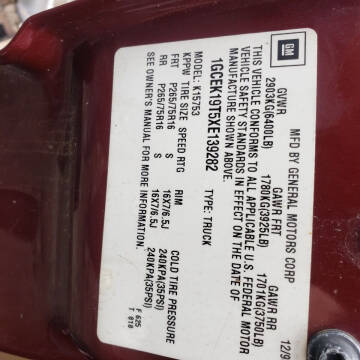 GM
MFD BY GENERAL MOTORS CORP 12/9
GVWR GAWR FRT GAWR RR
2903KG(6400LB) 1780KG(3925LB) 1701KG(3750LB)
THIS VEHICLE CONFORMS TO ALL APPLICABLE U.S. FEDERAL MOTOR
VEHICLE SAFETY STANDARDS IN EFFECT ON THE DATE OF
MANUFACTURE SHOWN ABOVE.
1GCEK19T5XE139282 TYPE: TRUCK
MODEL: K15753
KPPW TIRE SIZE SPEED RTG RIM COLD TIRE PRESSURE
FRT P265/75R16 S 16X7/6.5J 240KPA(35PSI)
RR P265/75R16 S 16X7/6.5J 240KPA(35PSI)
SEE OWNER'S MANUAL FOR MORE INFORMATION.
F 625
T 010